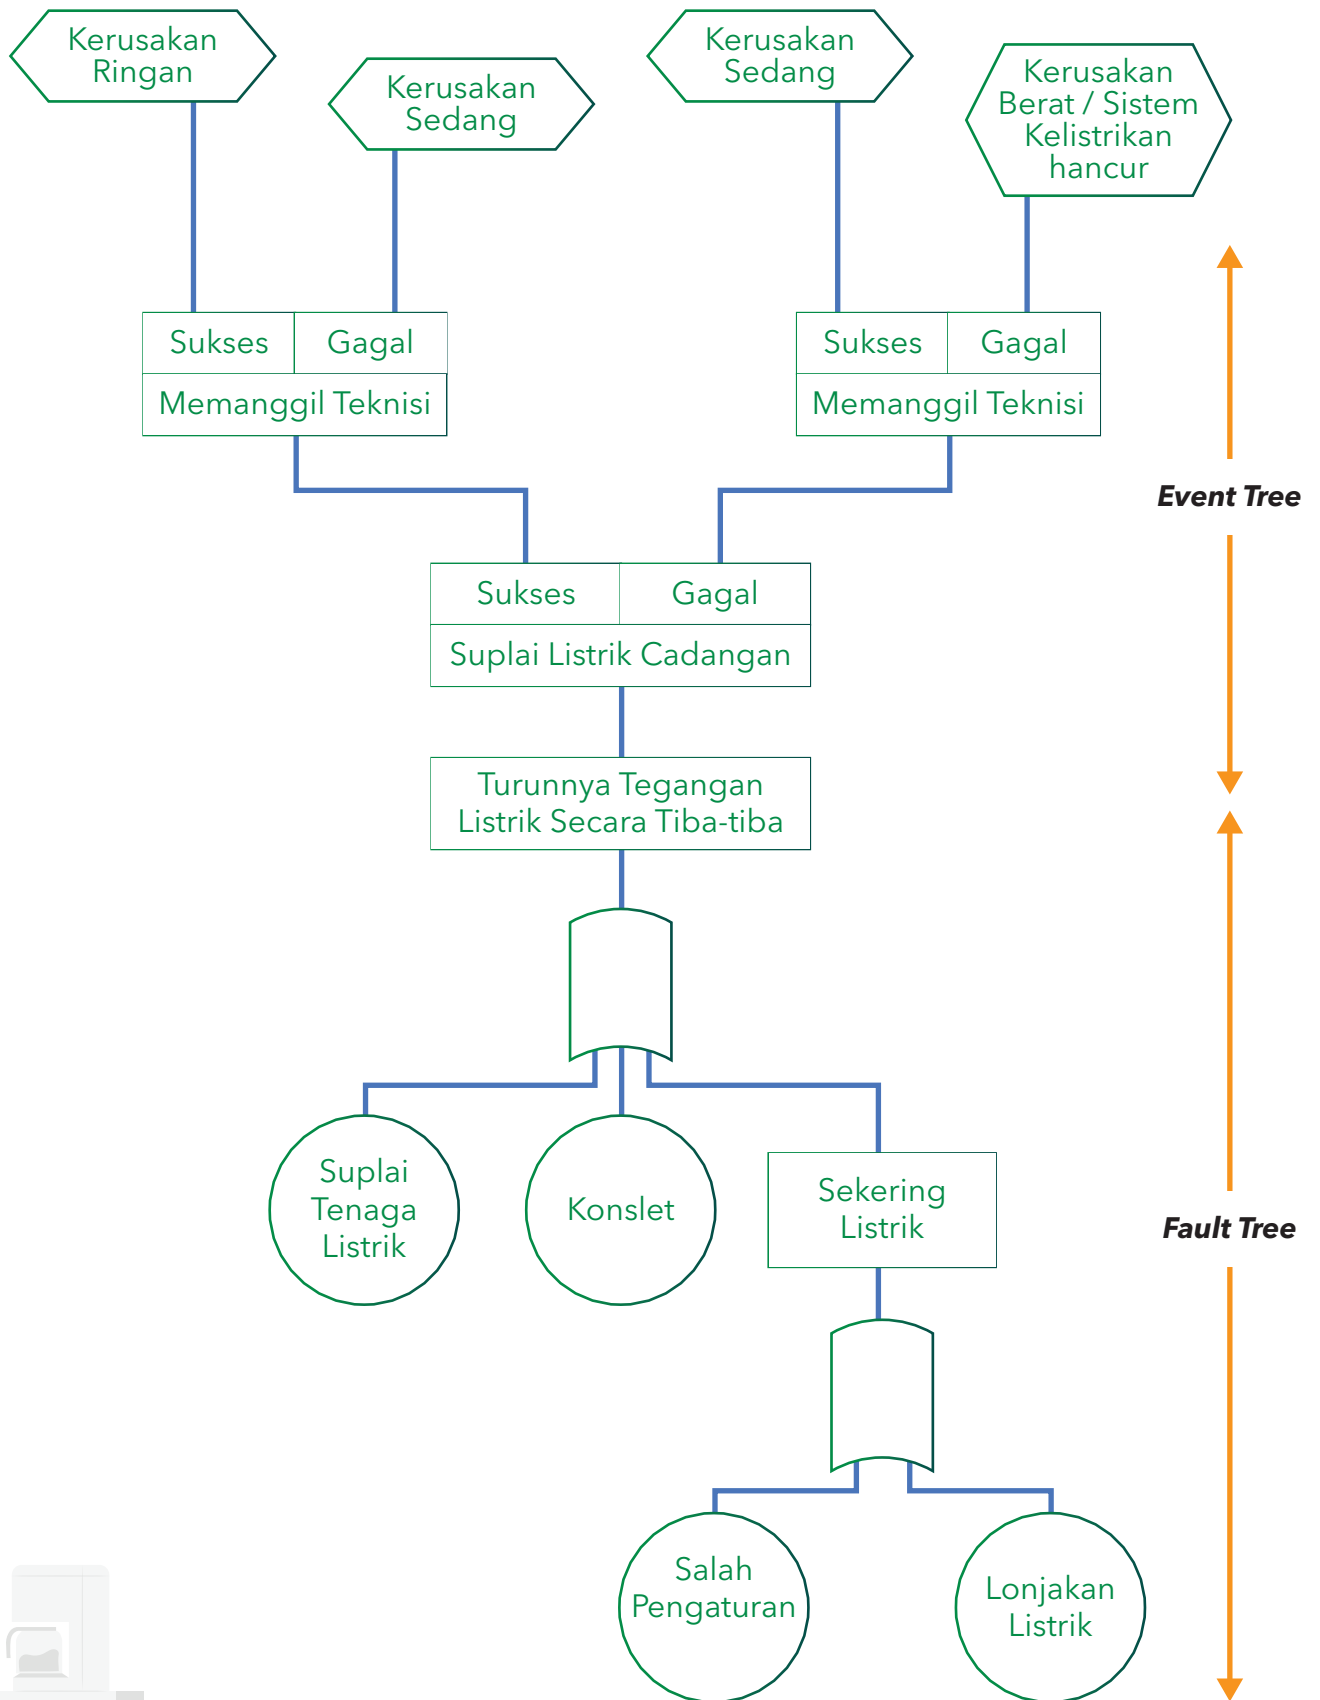 Kerusakan
Ringan
Kerusakan
Sedang
Kerusakan
Sedang
Kerusakan
Berat / Sistem
Kelistrikan
hancur
Sukses
Gagal
Memanggil Teknisi
Sukses
Gagal
Memanggil Teknisi
Event Tree
Sukses
Gagal
Suplai Listrik Cadangan
Turunnya Tegangan
Listrik Secara Tiba-tiba
Suplai
Tenaga
Listrik
Konslet
Sekering
Listrik
Fault Tree
Salah
Pengaturan
Lonjakan
Listrik